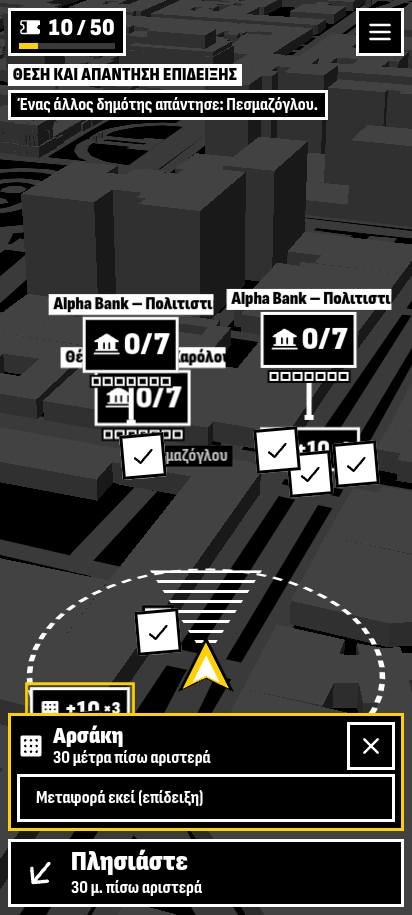 10 / 50
ΘΕΣΗ ΚΑΙ ΑΠΑΝΤΗΣΗ ΕΠΙΔΕΙΞΗΣ
Ένας άλλος δημότης απάντησε: Πεσμαζόγλου.
Alpha Bank – Πολιτιστι
Alpha Bank – Πολιτιστι
0/7
0/7
0/7
+10
μαζόγλου
+10 ×3
Αρσάκη
30 μέτρα πίσω αριστερά
Μεταφορά εκεί (επίδειξη)
Πλησιάστε
30 μ. πίσω αριστερά